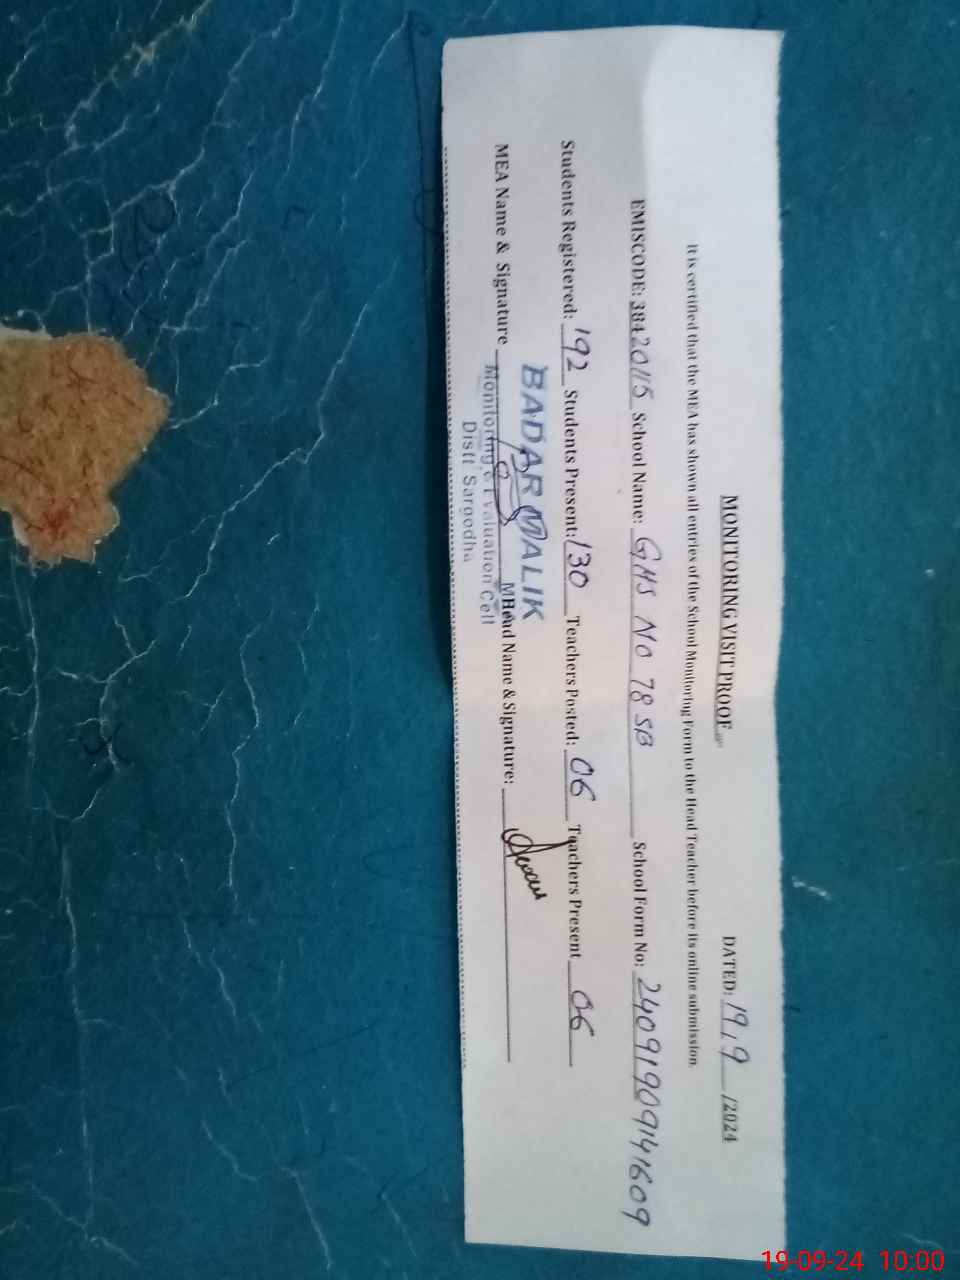 MONITORING VISIT PROOF DATED: 19/9/2024
It is certified that the MEA has shown all entries of the School Monitoring Form to the Head Teacher before its online submission.
EMISCODE: 38420115 School Name: GHS NO 78 SB School Form No: 24091909141609
Students Registered: 192 Students Present: 130 Teachers Posted: 06 Teachers Present 06
BADAR MALIK
MEA Name & Signature Head Name & Signature:
Monitoring & Evaluation Cell
Distt Sargodha
19-09-24 10:00